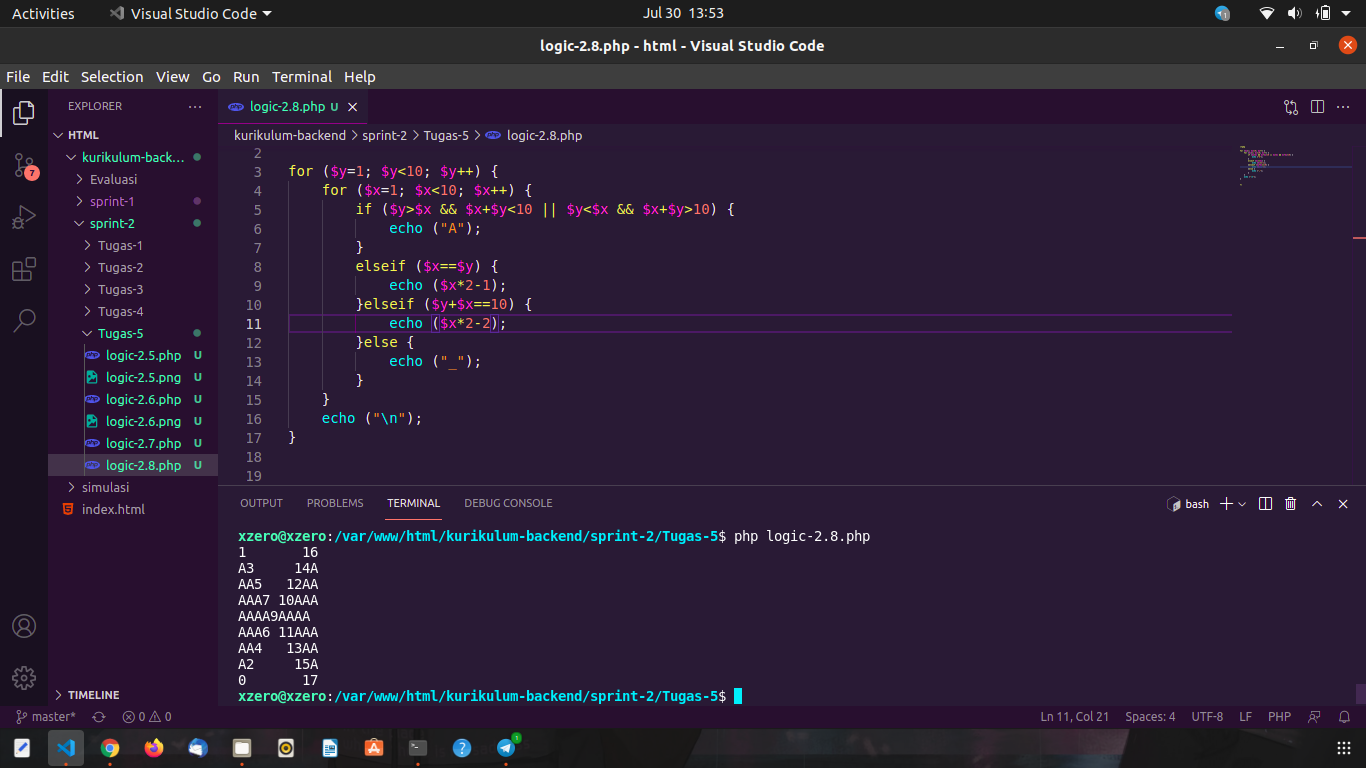 Activities
Visual Studio Code
Jul 30 13:53
1
logic-2.8.php - html - Visual Studio Code
File Edit Selection View Go Run Terminal Help
EXPLORER
HTML
kurikulum-back...
Evaluasi
sprint-1
sprint-2
Tugas-1
Tugas-2
Tugas-3
Tugas-4
Tugas-5
logic-2.5.php U
logic-2.5.png U
logic-2.6.php U
logic-2.6.png U
logic-2.7.php U
logic-2.8.php U
simulasi
index.html
TIMELINE
7
logic-2.8.php U
kurikulum-backend > sprint-2 > Tugas-5 > logic-2.8.php
2
3 for ($y=1; $y<10; $y++) {
4     for ($x=1; $x<10; $x++) {
5         if ($y>$x && $x+$y<10 || $y<$x && $x+$y>10) {
6             echo ("A");
7         }
8         elseif ($x==$y) {
9             echo ($x*2-1);
10         }elseif ($y+$x==10) {
11             echo ($x*2-2);
12         }else {
13             echo ("_");
14         }
15     }
16     echo ("\n");
17 }
18
19
OUTPUT PROBLEMS TERMINAL DEBUG CONSOLE
bash
xzero@xzero:/var/www/html/kurikulum-backend/sprint-2/Tugas-5$ php logic-2.8.php
1       16
A3     14A
AA5   12AA
AAA7 10AAA
AAAA9AAAA
AAA6 11AAA
AA4   13AA
A2     15A
0       17
xzero@xzero:/var/www/html/kurikulum-backend/sprint-2/Tugas-5$
master* 0 0
Ln 11, Col 21 Spaces: 4 UTF-8 LF PHP
1